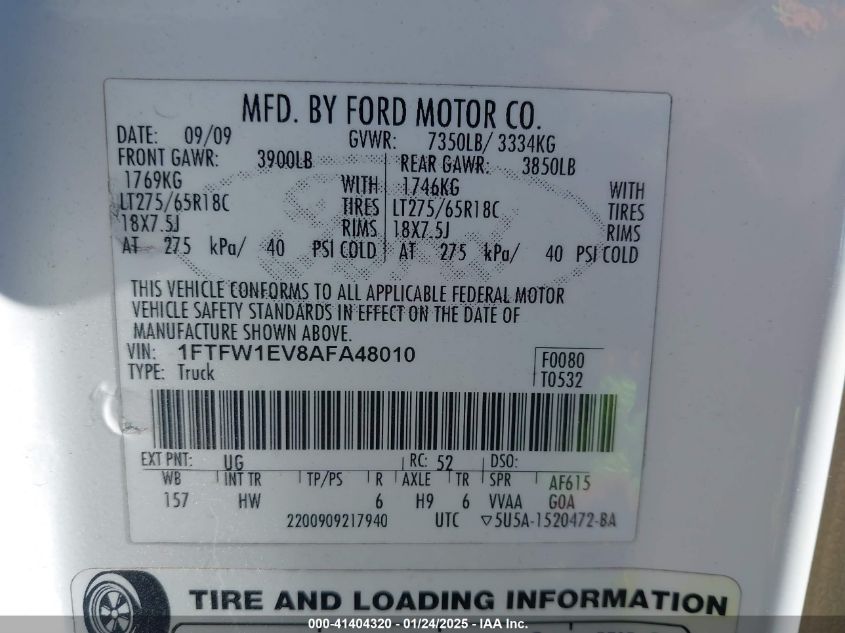 MFD. BY FORD MOTOR CO.
DATE: 09/09 GVWR: 7350LB/ 3334KG
FRONT GAWR: 3900LB REAR GAWR: 3850LB
1769KG WITH 1746KG WITH
LT275/65R18C TIRES LT275/65R18C TIRES
18X7.5J RIMS 18X7.5J RIMS
AT 275 kPa/ 40 PSI COLD AT 275 kPa/ 40 PSI COLD
THIS VEHICLE CONFORMS TO ALL APPLICABLE FEDERAL MOTOR
VEHICLE SAFETY STANDARDS IN EFFECT ON THE DATE OF
MANUFACTURE SHOWN ABOVE.
VIN: 1FTFW1EV8AFA48010 F0080
TYPE: Truck T0532
EXT PNT: UG RC: 52 DSO:
WB INT TR TP/PS R AXLE TR SPR AF615
157 HW 6 H9 6 VVAA GOA
2200909217940 UTC ▽5U5A-1520472-BA
TIRE AND LOADING INFORMATION
000-41404320 - 01/24/2025 - IAA Inc.